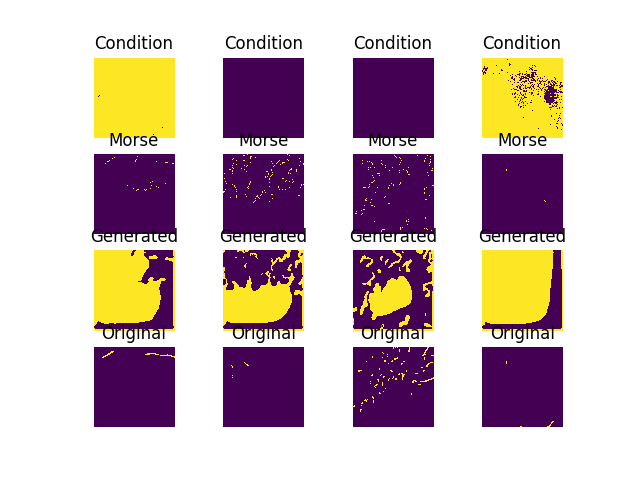 Condition Condition Condition Condition
Morse Morse Morse Morse
Generated Generated Generated Generated
Original Original Original Original